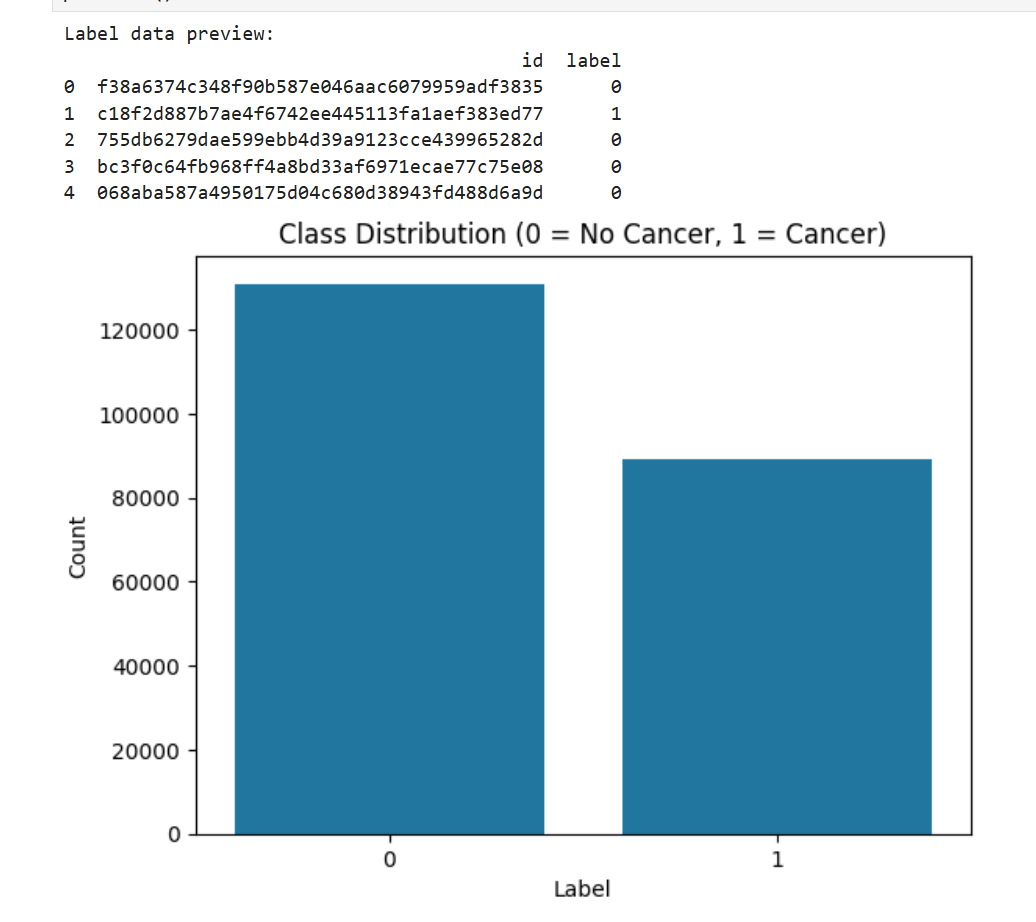 Label data preview:
id label
0 f38a6374c348f90b587e046aac6079959adf3835 0
1 c18f2d887b7ae4f6742ee445113fa1aef383ed77 1
2 755db6279dae599ebb4d39a9123cce439965282d 0
3 bc3f0c64fb968ff4a8bd33af6971ecae77c75e08 0
4 068aba587a4950175d04c680d38943fd488d6a9d 0
Class Distribution (0 = No Cancer, 1 = Cancer)
120000
100000
80000
60000
40000
20000
0
Count
0 1
Label